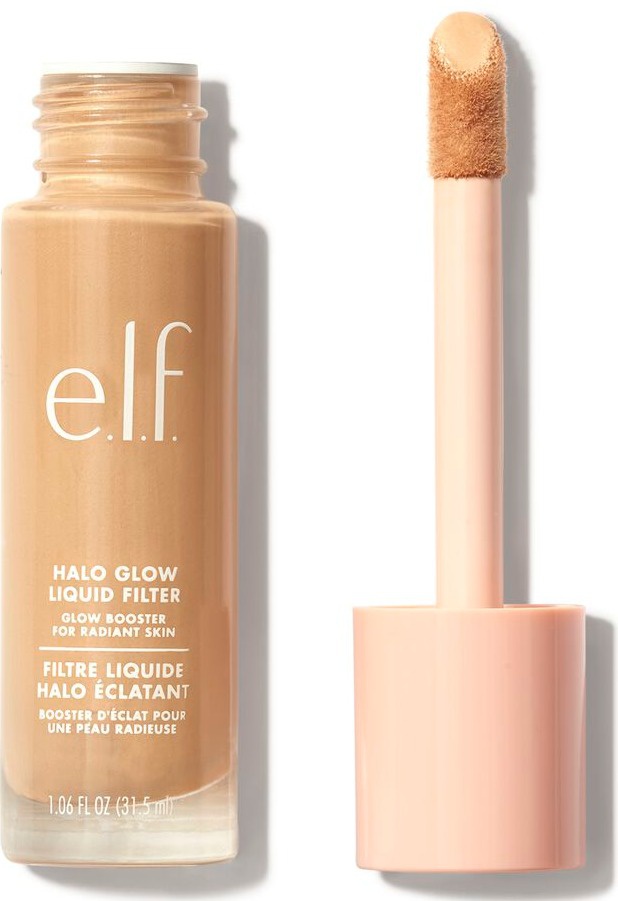 e.l.f.
HALO GLOW
LIQUID FILTER
GLOW BOOSTER
FOR RADIANT SKIN
FILTRE LIQUIDE
HALO ÉCLATANT
BOOSTER D'ÉCLAT POUR
UNE PEAU RADIEUSE
1.06 FL OZ (31.5 ml)